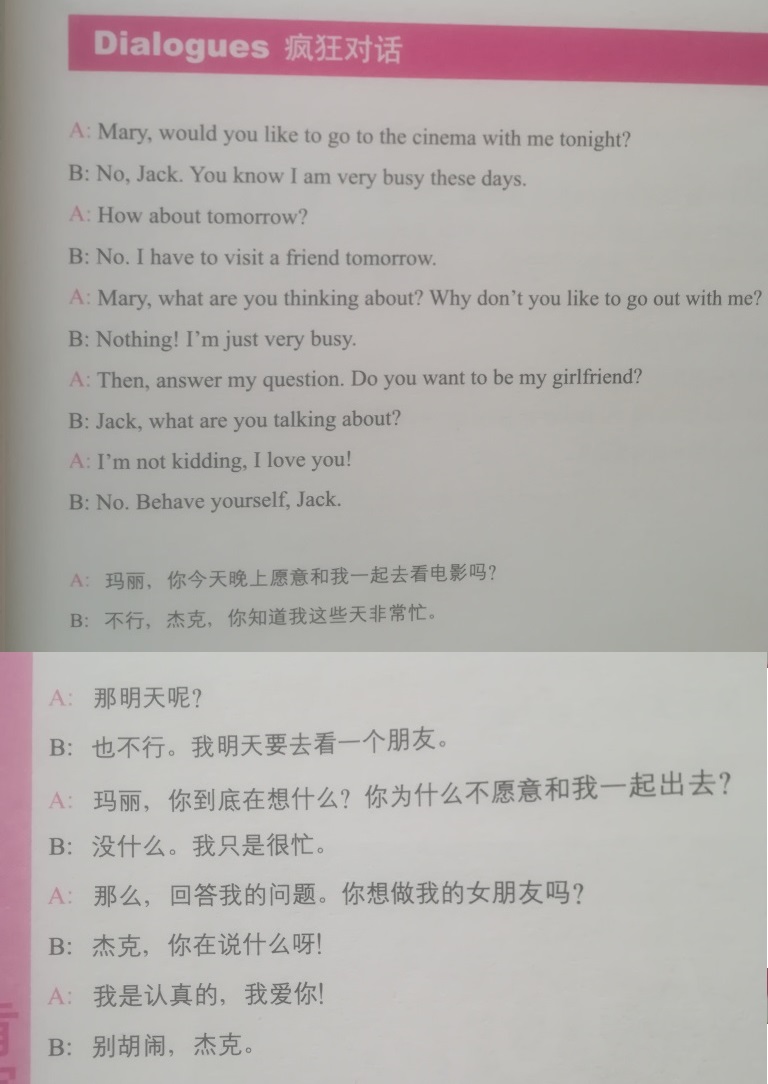 Dialogues 疯狂对话
A: Mary, would you like to go to the cinema with me tonight?
B: No, Jack. You know I am very busy these days.
A: How about tomorrow?
B: No. I have to visit a friend tomorrow.
A: Mary, what are you thinking about? Why don't you like to go out with me?
B: Nothing! I'm just very busy.
A: Then, answer my question. Do you want to be my girlfriend?
B: Jack, what are you talking about?
A: I'm not kidding, I love you!
B: No. Behave yourself, Jack.
A: 玛丽，你今天晚上愿意和我一起去看电影吗？
B: 不行，杰克，你知道我这些天非常忙。
A: 那明天呢？
B: 也不行。我明天要去看一个朋友。
A: 玛丽，你到底在想什么？你为什么不愿意和我一起出去？
B: 没什么。我只是很忙。
A: 那么，回答我的问题。你想做我的女朋友吗？
B: 杰克，你在说什么呀！
A: 我是认真的，我爱你！
B: 别胡闹，杰克。